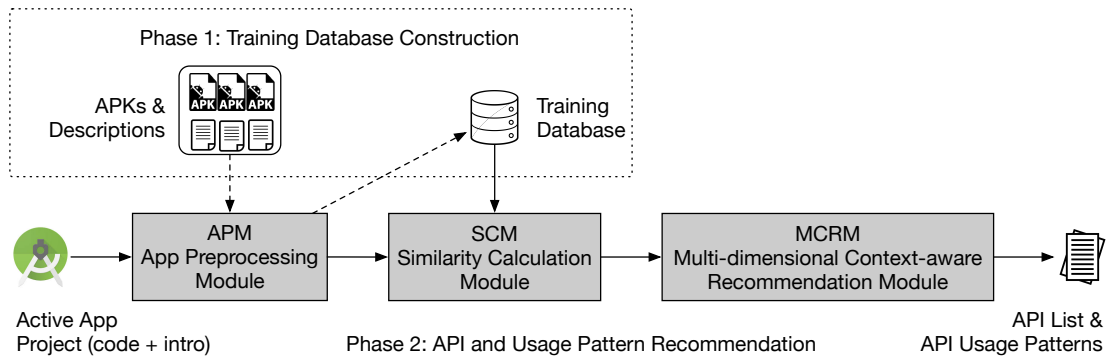 Phase 1: Training Database Construction
APKs &
Descriptions
APK APK APK
Training
Database
APM
App Preprocessing
Module
SCM
Similarity Calculation
Module
MCRM
Multi-dimensional Context-aware
Recommendation Module
Active App
Project (code + intro)
Phase 2: API and Usage Pattern Recommendation
API List &
API Usage Patterns